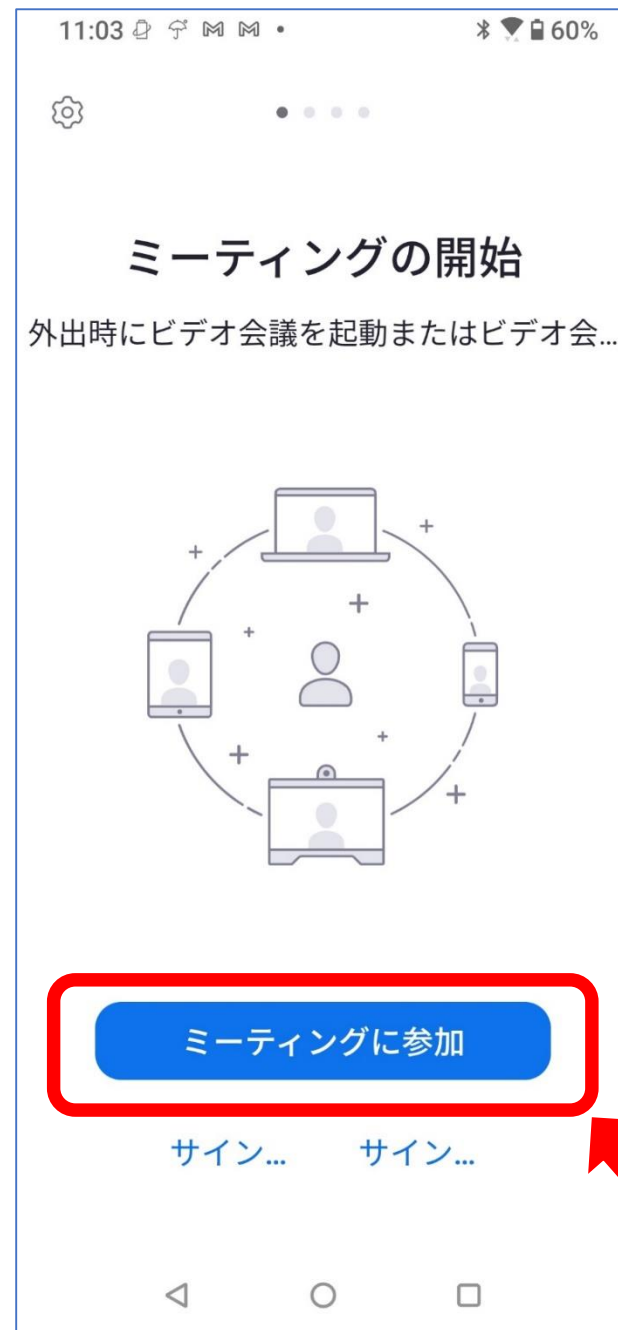 11:03 60%
ミーティングの開始
外出時にビデオ会議を起動またはビデオ会...
ミーティングに参加
サイン... サイン...